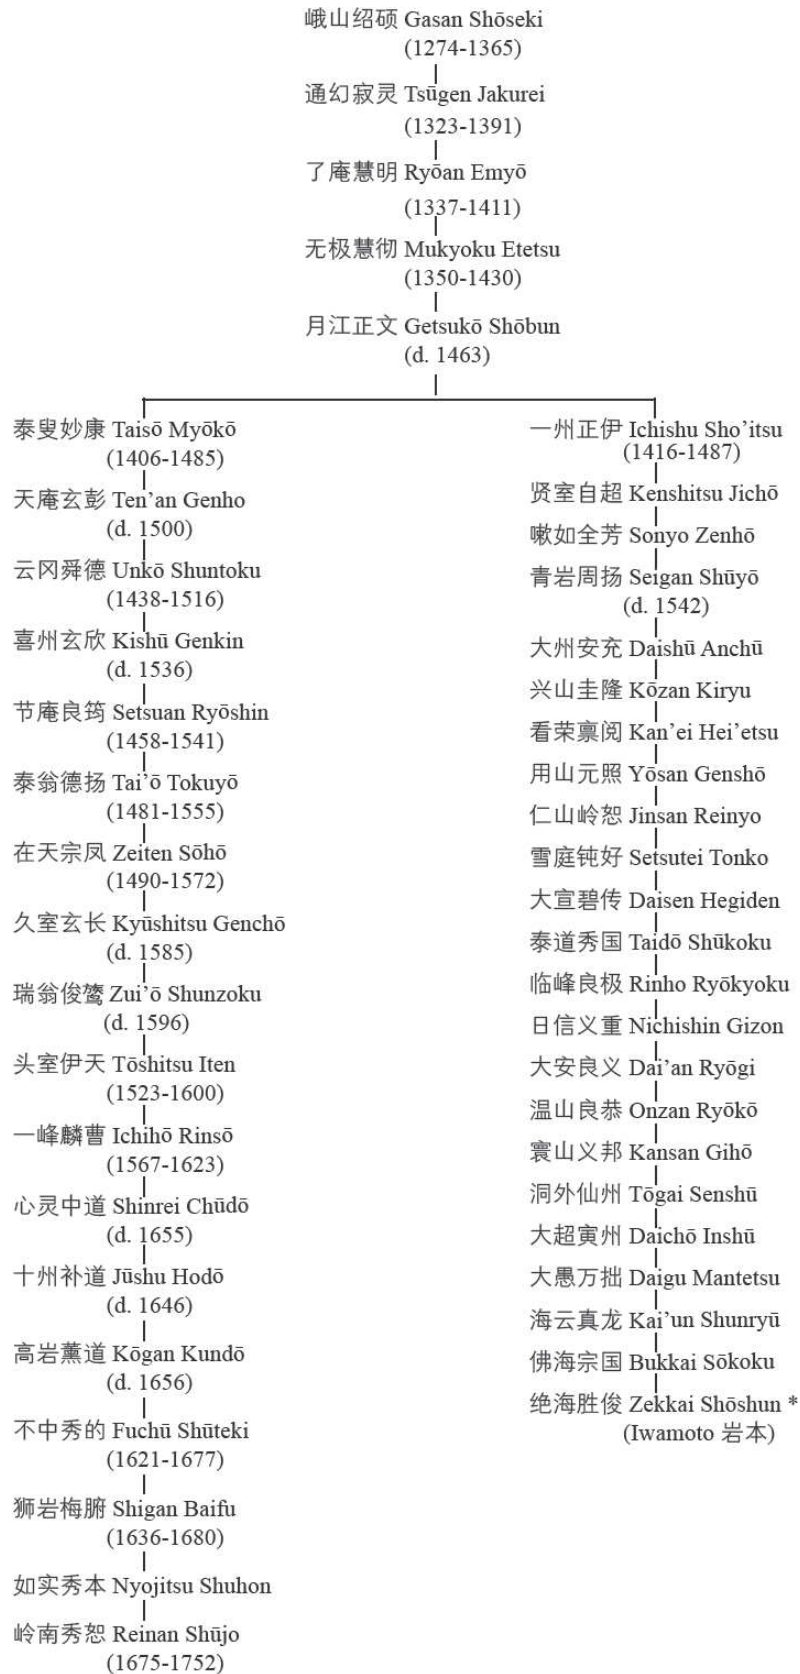 峨山绍硕 Gasan Shōseki
(1274-1365)
通幻寂灵 Tsūgen Jakurei
(1323-1391)
了庵慧明 Ryōan Emyō
(1337-1411)
无极慧彻 Mukyoku Etetsu
(1350-1430)
月江正文 Getsukō Shōbun
(d. 1463)
泰叟妙康 Taisō Myōkō
(1406-1485)
天庵玄彭 Ten’an Genho
(d. 1500)
云冈舜德 Unkō Shuntoku
(1438-1516)
喜州玄欣 Kishū Genkin
(d. 1536)
节庵良筠 Setsuan Ryōshin
(1458-1541)
泰翁德扬 Tai’ō Tokuyō
(1481-1555)
在天宗凤 Zeiten Sōhō
(1490-1572)
久室玄长 Kyūshitsu Genchō
(d. 1585)
瑞翁俊鷟 Zui’ō Shunzoku
(d. 1596)
头室伊天 Tōshitsu Iten
(1523-1600)
一峰麟曹 Ichihō Rinsō
(1567-1623)
心灵中道 Shinrei Chūdō
(d. 1655)
十州补道 Jūshu Hodō
(d. 1646)
高岩薰道 Kōgan Kundō
(d. 1656)
不中秀的 Fuchū Shūteki
(1621-1677)
狮岩梅腑 Shigan Baifu
(1636-1680)
如实秀本 Nyojitsu Shuhon
岭南秀恕 Reinan Shūjo
(1675-1752)
一州正伊 Ichishu Sho’itsu
(1416-1487)
贤室自超 Kenshitsu Jichō
嗽如全芳 Sonyo Zenhō
青岩周扬 Seigan Shūyō
(d. 1542)
大州安充 Daishū Anchū
兴山圭隆 Kōzan Kiryu
看荣禀阅 Kan’ei Hei’etsu
用山元照 Yōsan Genshō
仁山岭恕 Jinsan Reinyo
雪庭钝好 Setsutei Tonko
大宣碧传 Daisen Hegiden
泰道秀国 Taidō Shūkoku
临峰良极 Rinho Ryōkyoku
日信义重 Nichishin Gizon
大安良义 Dai’an Ryōgi
温山良恭 Onzan Ryōkō
寰山义邦 Kansan Gihō
洞外仙州 Tōgai Senshū
大超寅州 Daichō Inshū
大愚万拙 Daigu Mantetsu
海云真龙 Kai’un Shunryū
佛海宗国 Bukkai Sōkoku
绝海胜俊 Zekkai Shōshun *
(Iwamoto 岩本)